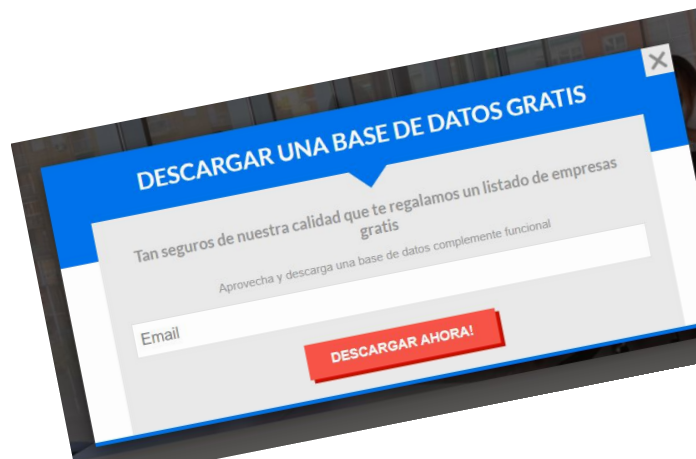 DESCARGAR UNA BASE DE DATOS GRATIS
Tan seguros de nuestra calidad que te regalamos un listado de empresas
gratis
Aprovecha y descarga una base de datos complemente funcional
Email
DESCARGAR AHORA!